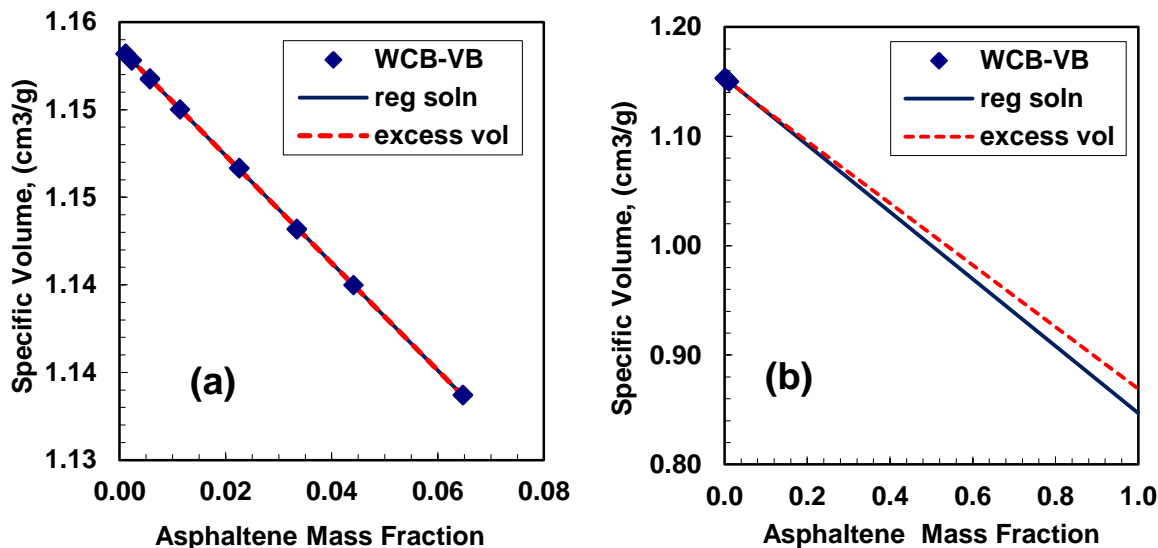 1.16
1.15
1.15
1.14
1.14
1.13
Specific Volume, (cm3/g)
WCB-VB
reg soln
excess vol
(a)
0.00 0.02 0.04 0.06 0.08
Asphaltene Mass Fraction
1.20
1.10
1.00
0.90
0.80
Specific Volume, (cm3/g)
WCB-VB
reg soln
excess vol
(b)
0.0 0.2 0.4 0.6 0.8 1.0
Asphaltene Mass Fraction